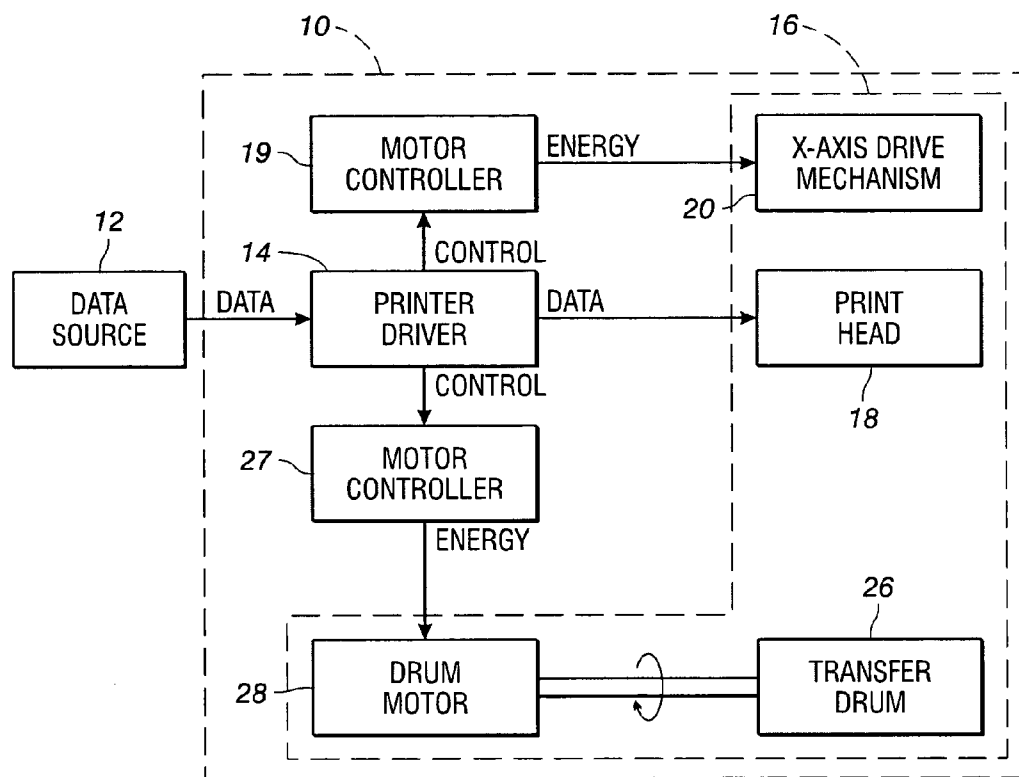 10
16
19
MOTOR
CONTROLLER
ENERGY
X-AXIS DRIVE
MECHANISM
20
12
14
CONTROL
DATA
SOURCE
DATA
PRINTER
DRIVER
DATA
PRINT
HEAD
CONTROL
18
27
MOTOR
CONTROLLER
ENERGY
26
28
DRUM
MOTOR
TRANSFER
DRUM